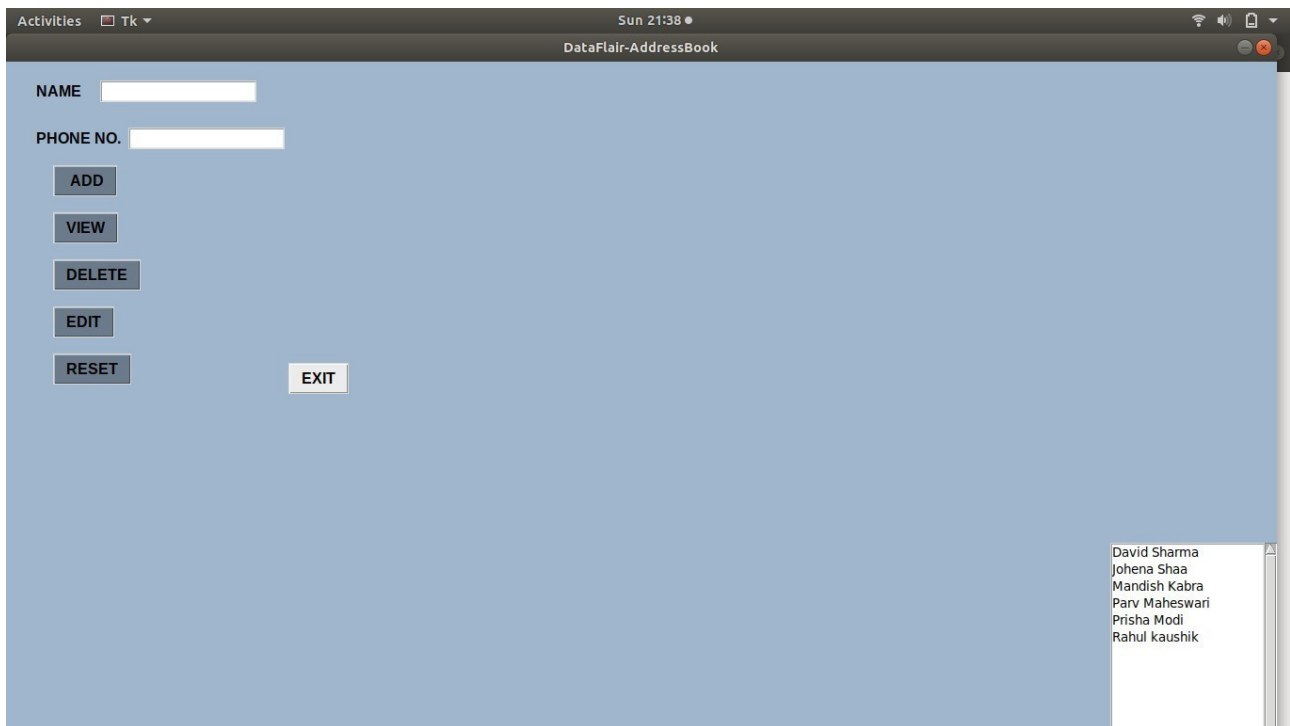 Activities Tk Sun 21:38
DataFlair-AddressBook
NAME
PHONE NO.
ADD
VIEW
DELETE
EDIT
RESET
EXIT
David Sharma
Johena Shaa
Mandish Kabra
Parv Maheswari
Prisha Modi
Rahul kaushik